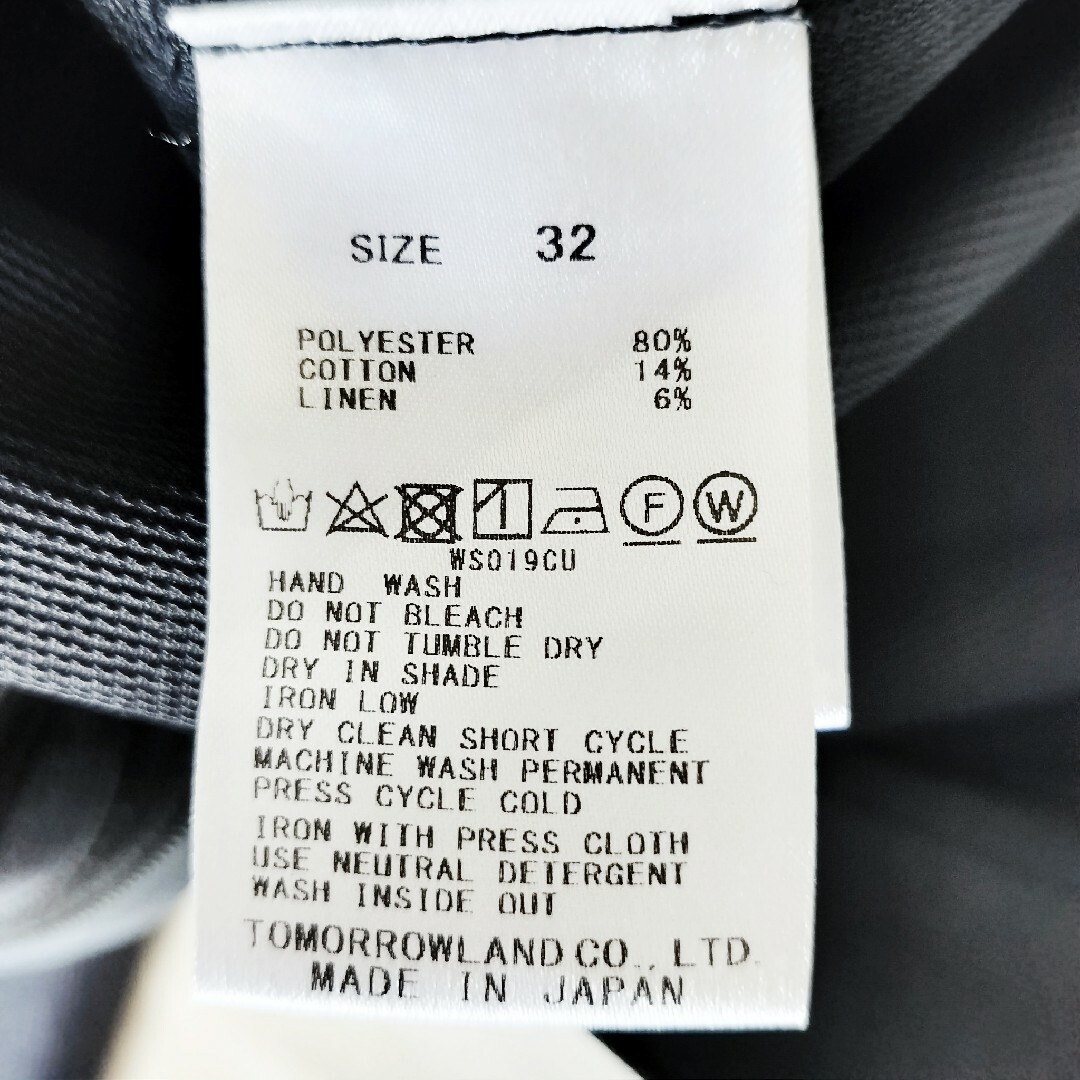 SIZE 32
POLYESTER 80%
COTTON 14%
LINEN 6%
F W
WS019CU
HAND WASH
DO NOT BLEACH
DO NOT TUMBLE DRY
DRY IN SHADE
IRON LOW
DRY CLEAN SHORT CYCLE
MACHINE WASH PERMANENT
PRESS CYCLE COLD
IRON WITH PRESS CLOTH
USE NEUTRAL DETERGENT
WASH INSIDE OUT
TOMORROWLAND CO., LTD.
MADE IN JAPAN